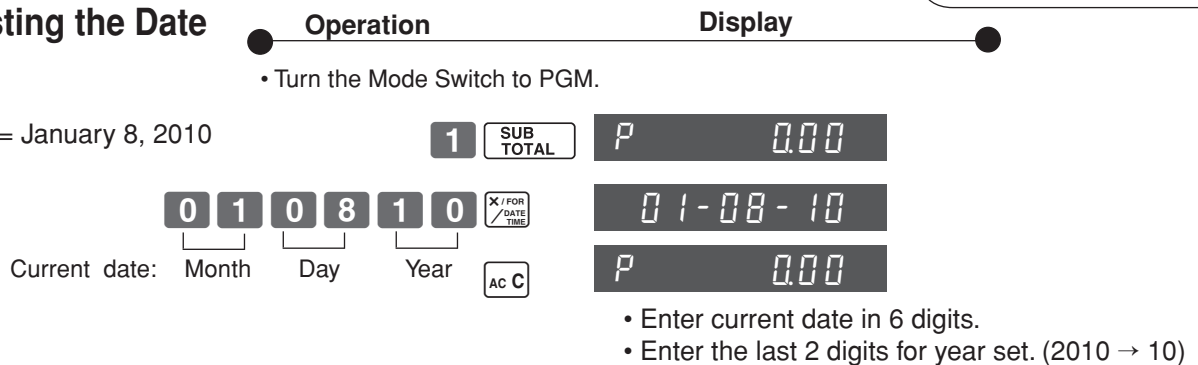 sting the Date
Operation Display
• Turn the Mode Switch to PGM.
= January 8, 2010 1 SUB TOTAL P 0.00
0 1 0 8 1 0 X / FOR / DATE TIME 01-08-10
Current date: Month Day Year AC C P 0.00
• Enter current date in 6 digits.
• Enter the last 2 digits for year set. (2010 → 10)